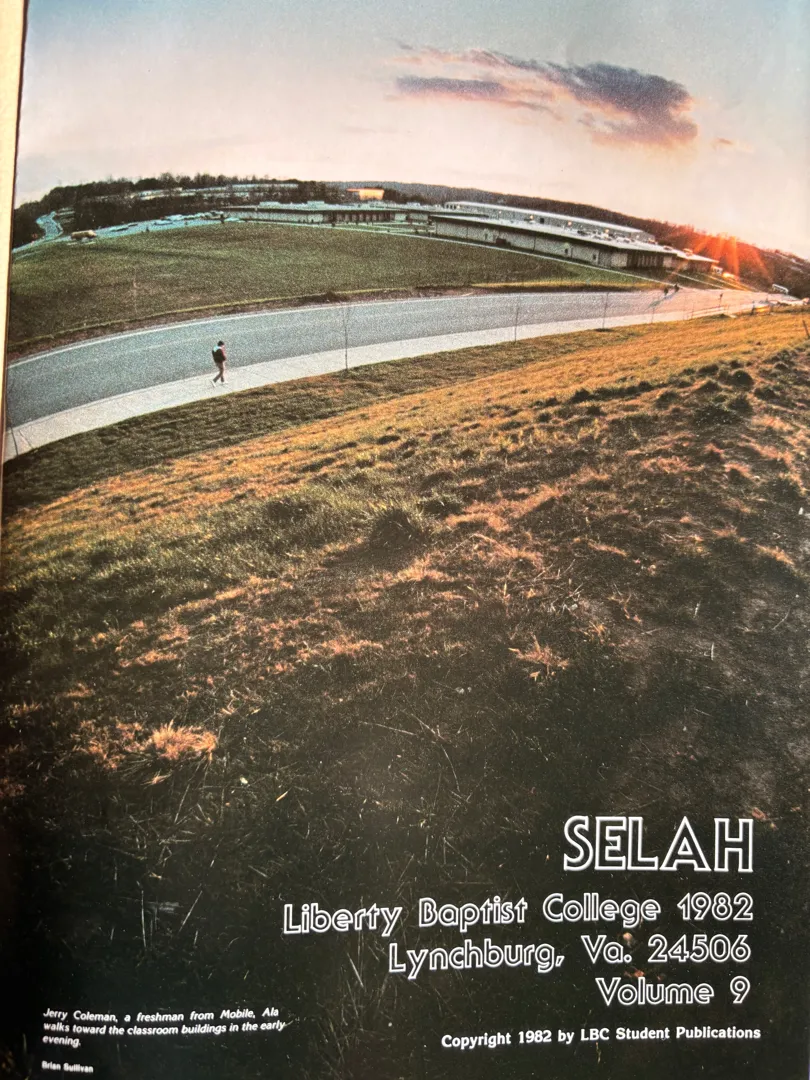 SELAH
Liberty Baptist College 1982
Lynchburg, Va. 24506
Volume 9
Copyright 1982 by LBC Student Publications
Jerry Coleman, a freshman from Mobile, Ala
walks toward the classroom buildings in the early
evening.
Brian Sullivan